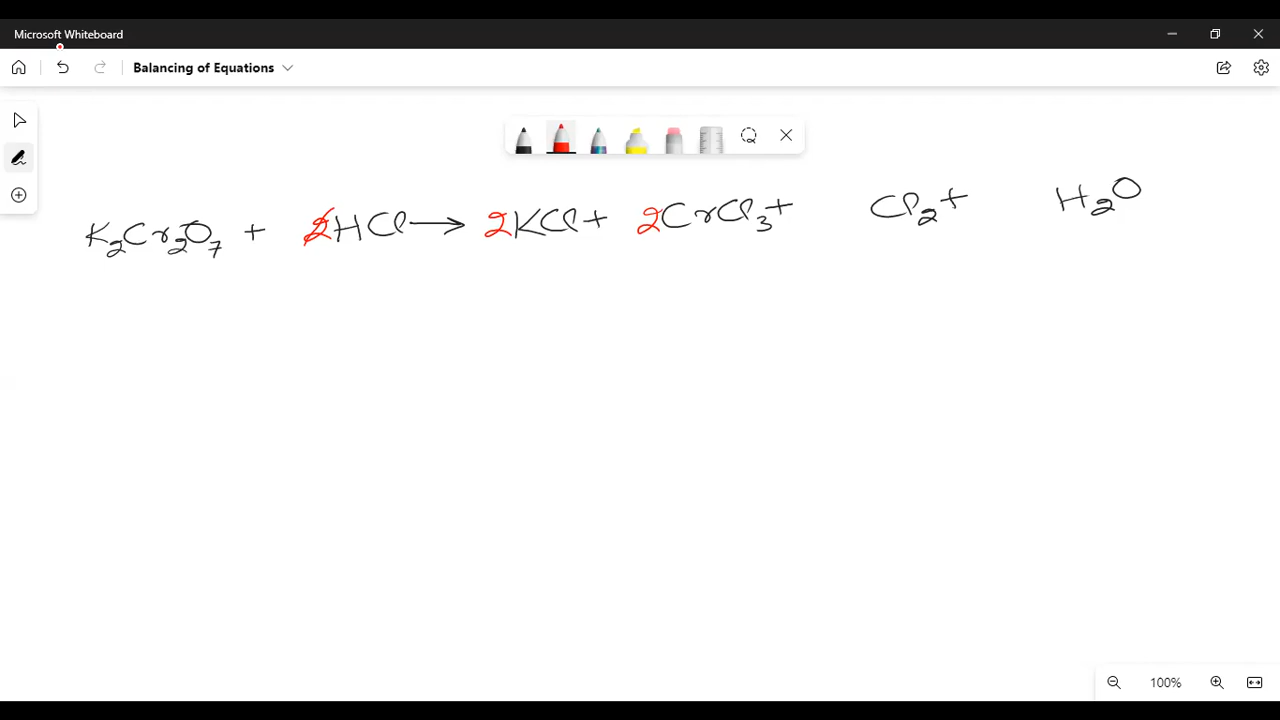 Microsoft Whiteboard
Balancing of Equations
K₂Cr₂O₇ + 2HCl → 2KCl + 2CrCl₃ + Cl₂ + H₂O
100%